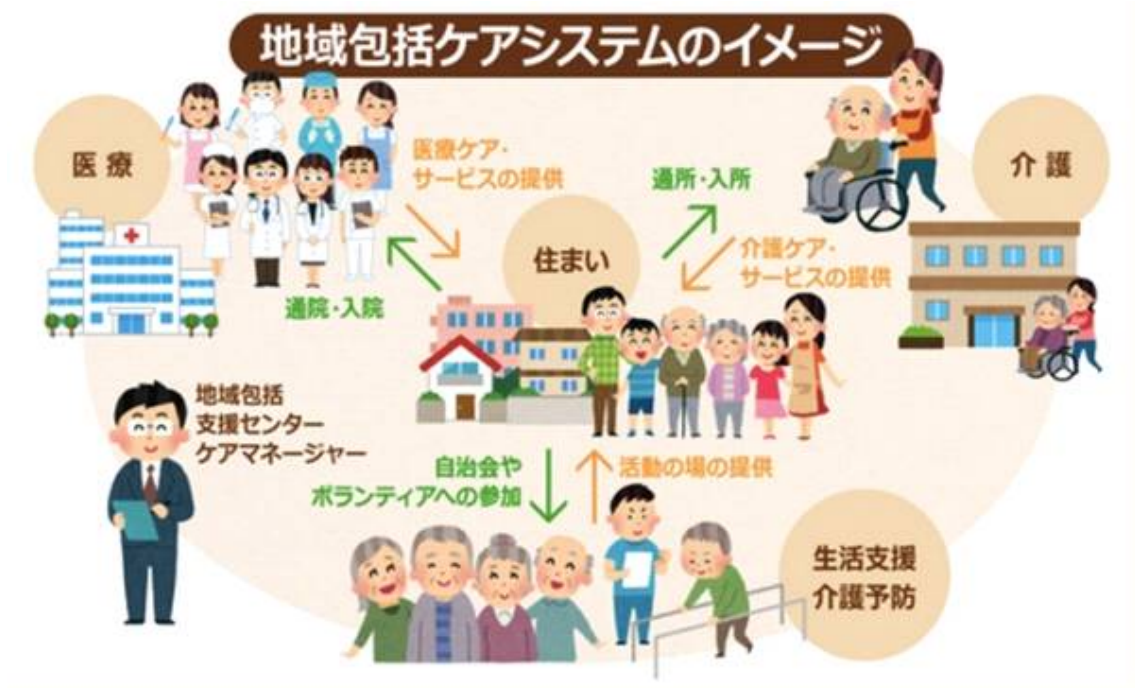 地域包括ケアシステムのイメージ
医療
医療ケア・
サービスの提供
通所・入所
介護
住まい
介護ケア・
サービスの提供
通院・入院
地域包括
支援センター
ケアマネージャー
自治会や
ボランティアへの参加
活動の場の提供
生活支援
介護予防